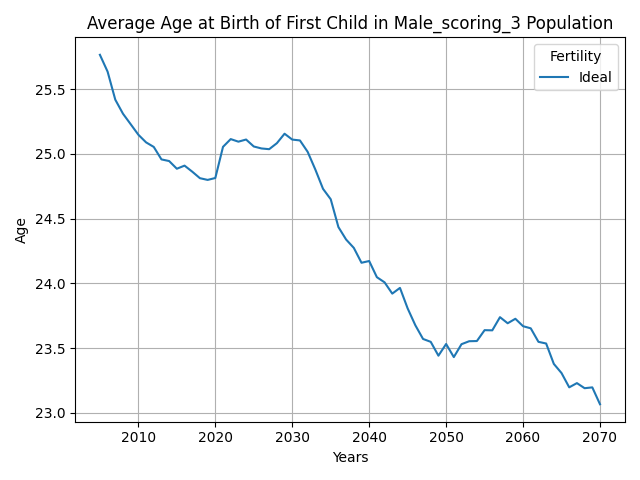 Average Age at Birth of First Child in Male_scoring_3 Population
Fertility
Ideal
25.5
25.0
24.5
24.0
23.5
23.0
Age
2010 2020 2030 2040 2050 2060 2070
Years